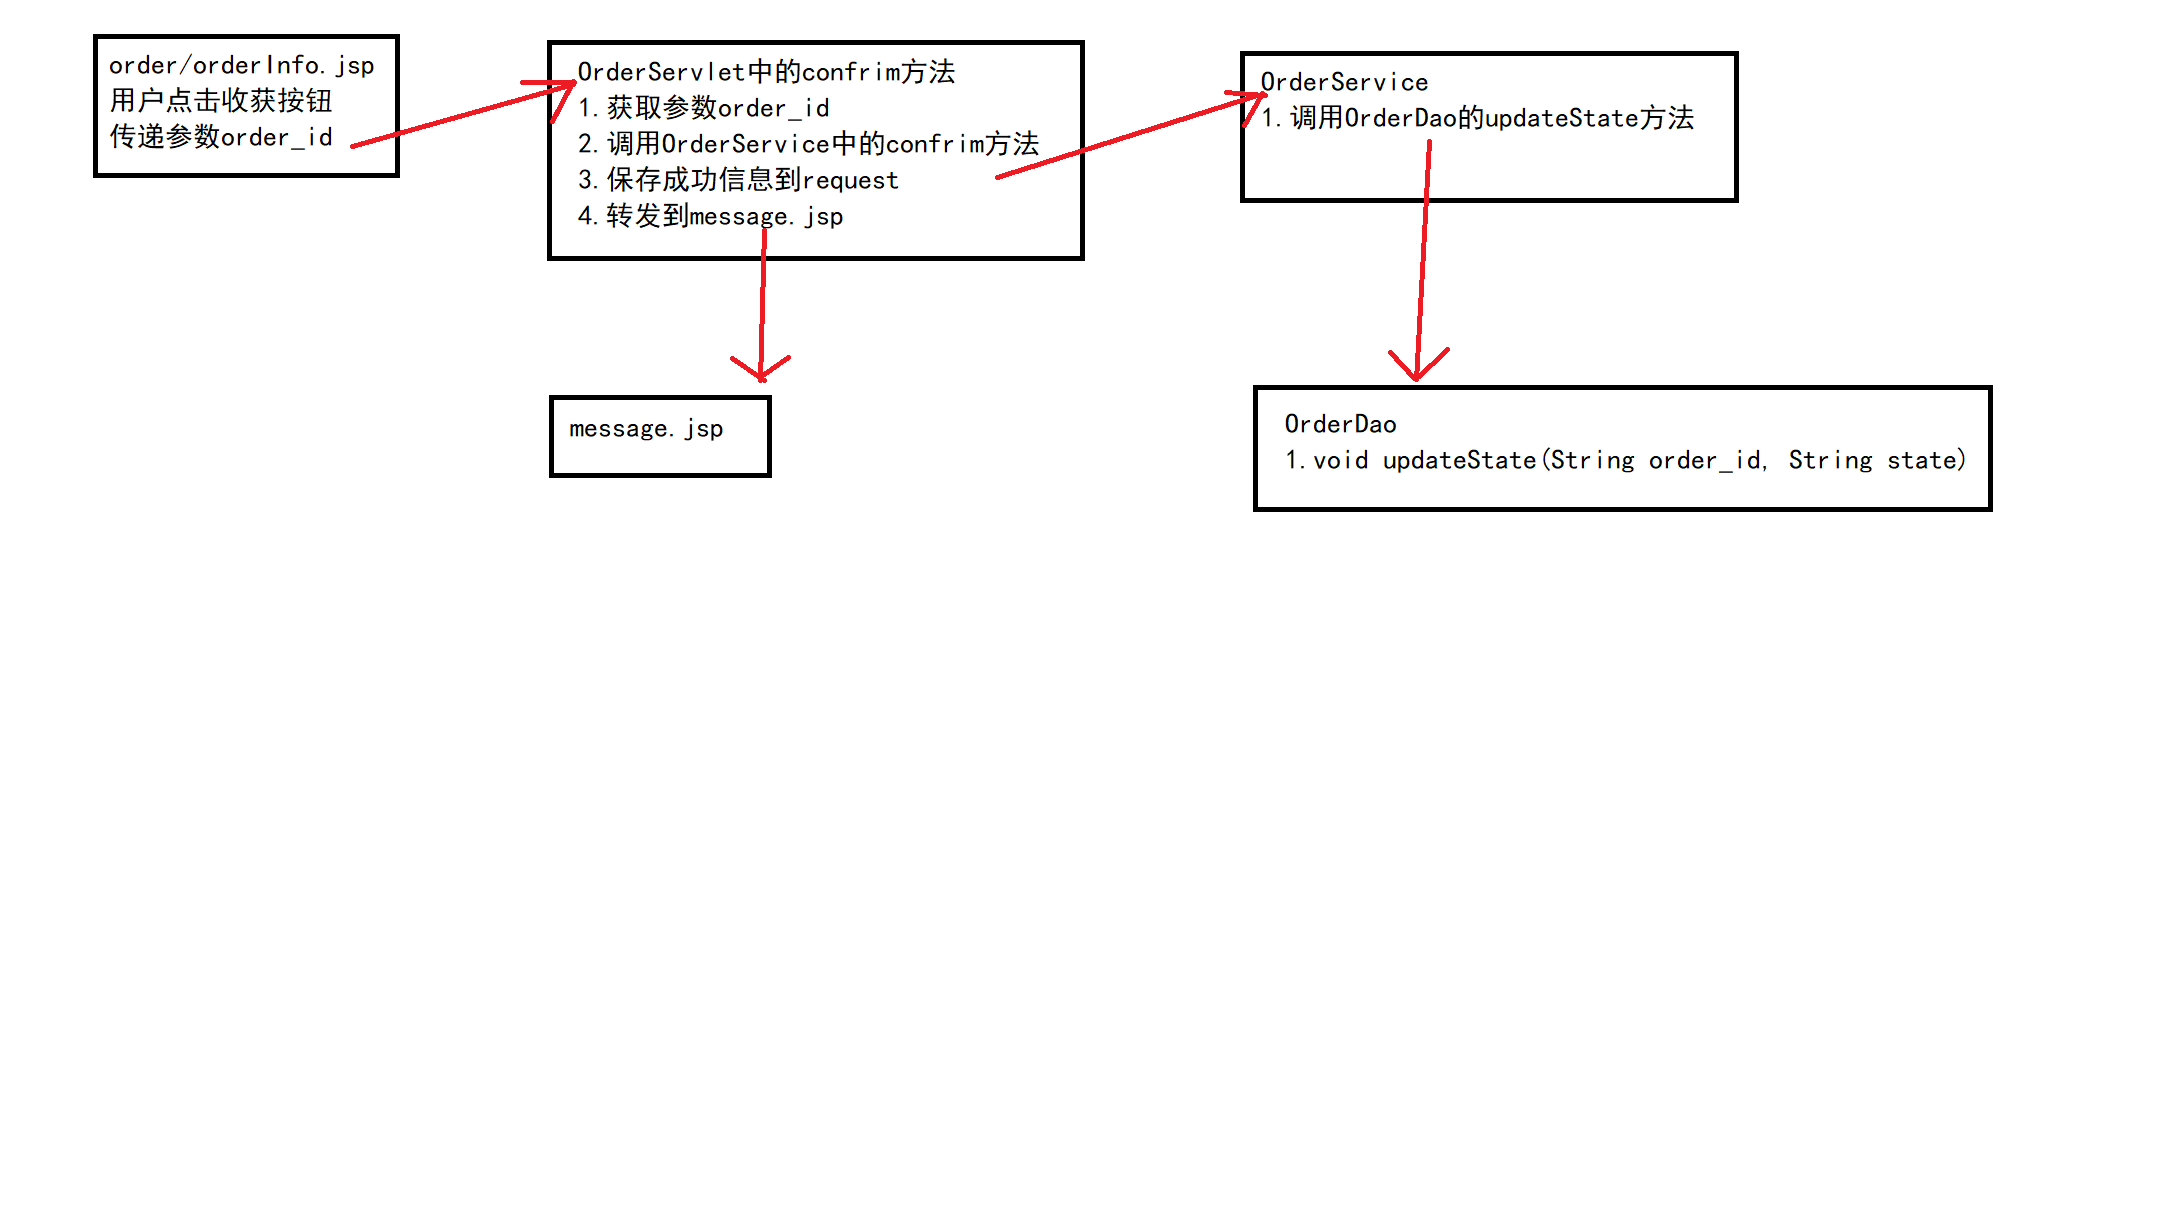 order/orderInfo.jsp
用户点击收获按钮
传递参数order_id
OrderServlet中的confrim方法
1.获取参数order_id
2.调用OrderService中的confrim方法
3.保存成功信息到request
4.转发到message.jsp
OrderService
1.调用OrderDao的updateState方法
message.jsp
OrderDao
1.void updateState(String order_id, String state)